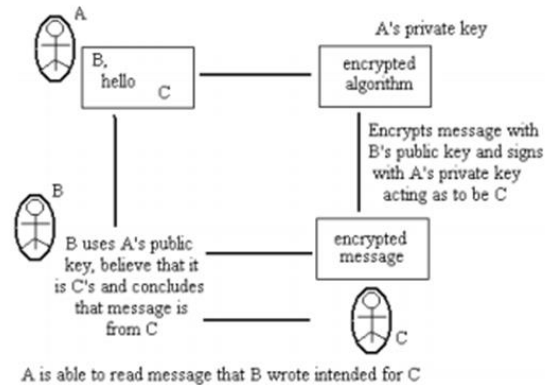 A
A's private key
B,
hello
C
encrypted
algorithm
Encrypts message with
B's public key and signs
with A's private key
acting as to be C
B
B uses A's public
key, believe that it
is C's and concludes
that message is
from C
encrypted
message
C
A is able to read message that B wrote intended for C